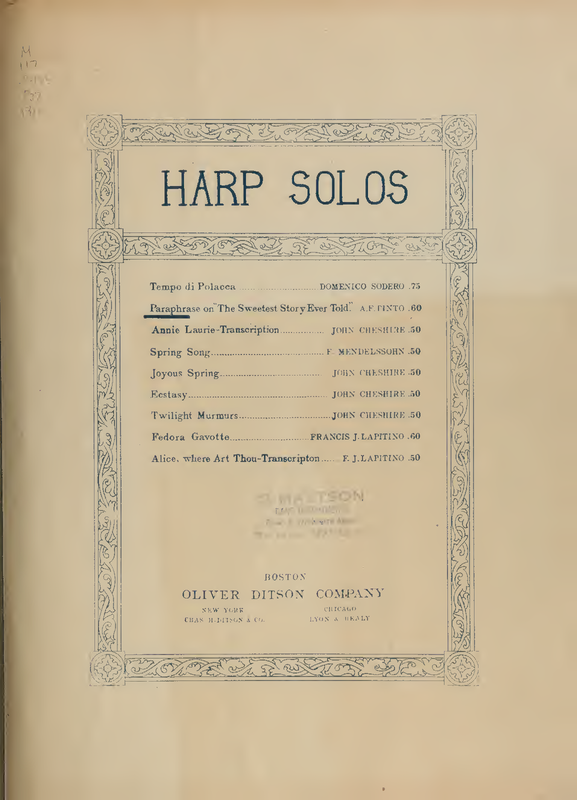 M
HARP SOLOS
Tempo di Polacca ........................ DOMENICO SODERO .75
Paraphrase on "The Sweetest Story Ever Told." A.F. PINTO .60
Annie Laurie-Transcription ................ JOHN CHESHIRE .50
Spring Song ........................................ F. MENDELSSOHN .50
Joyous Spring .................................... JOHN CHESHIRE .50
Ecstasy ................................................ JOHN CHESHIRE .50
Twilight Murmurs ................................ JOHN CHESHIRE .50
Fedora Gavotte ........................... FRANCIS J. LAPITINO .60
Alice, where Art Thou-Transcripton ....... F. J. LAPITINO .50
BOSTON
OLIVER DITSON COMPANY
NEW YORK CHICAGO
CHAS. H. DITSON & Co. LYON & HEALY